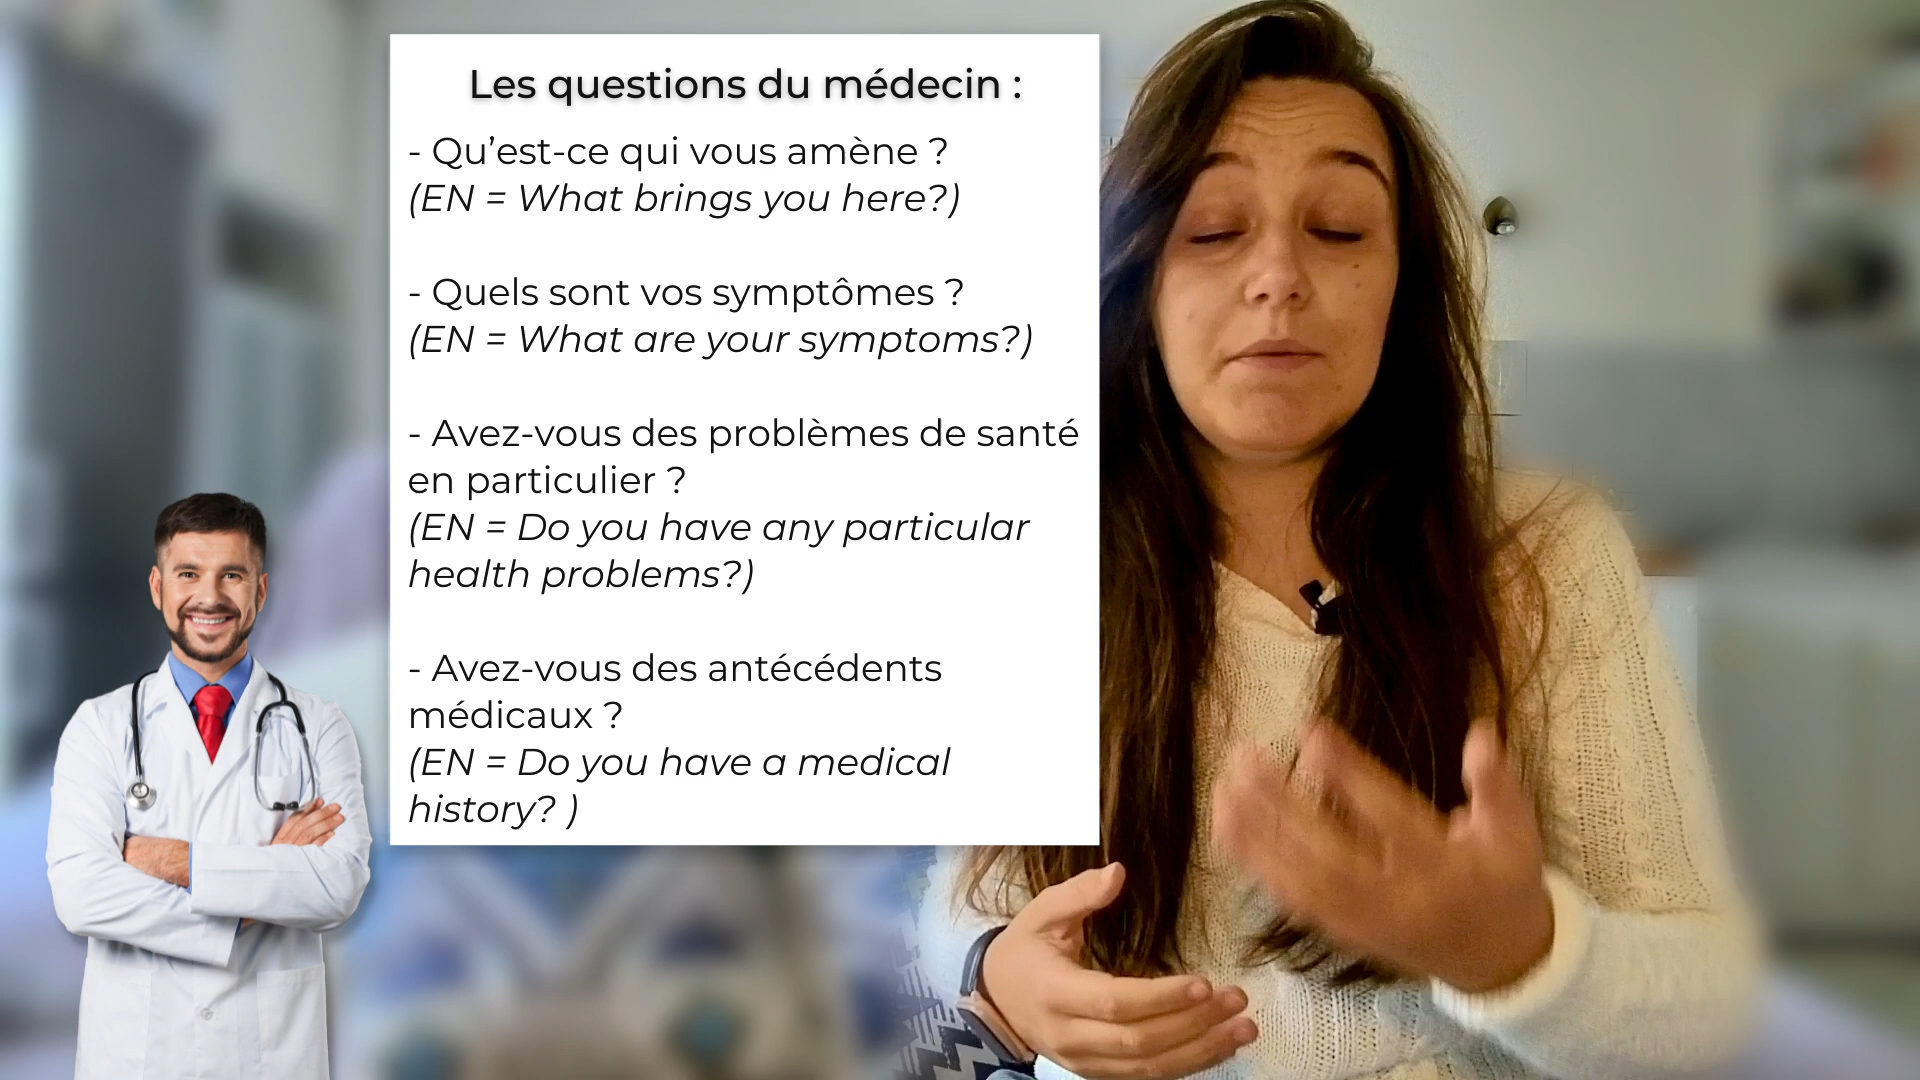 Les questions du médecin :
- Qu’est-ce qui vous amène ?
(EN = What brings you here?)
- Quels sont vos symptômes ?
(EN = What are your symptoms?)
- Avez-vous des problèmes de santé
en particulier ?
(EN = Do you have any particular
health problems?)
- Avez-vous des antécédents
médicaux ?
(EN = Do you have a medical
history? )